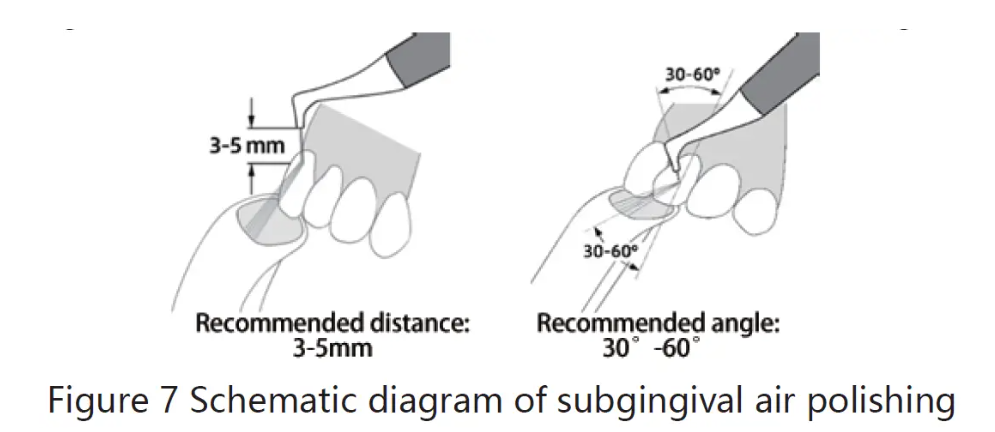 3-5 mm
30-60°
30-60°
Recommended distance:
3-5mm
Recommended angle:
30° -60°
Figure 7 Schematic diagram of subgingival air polishing